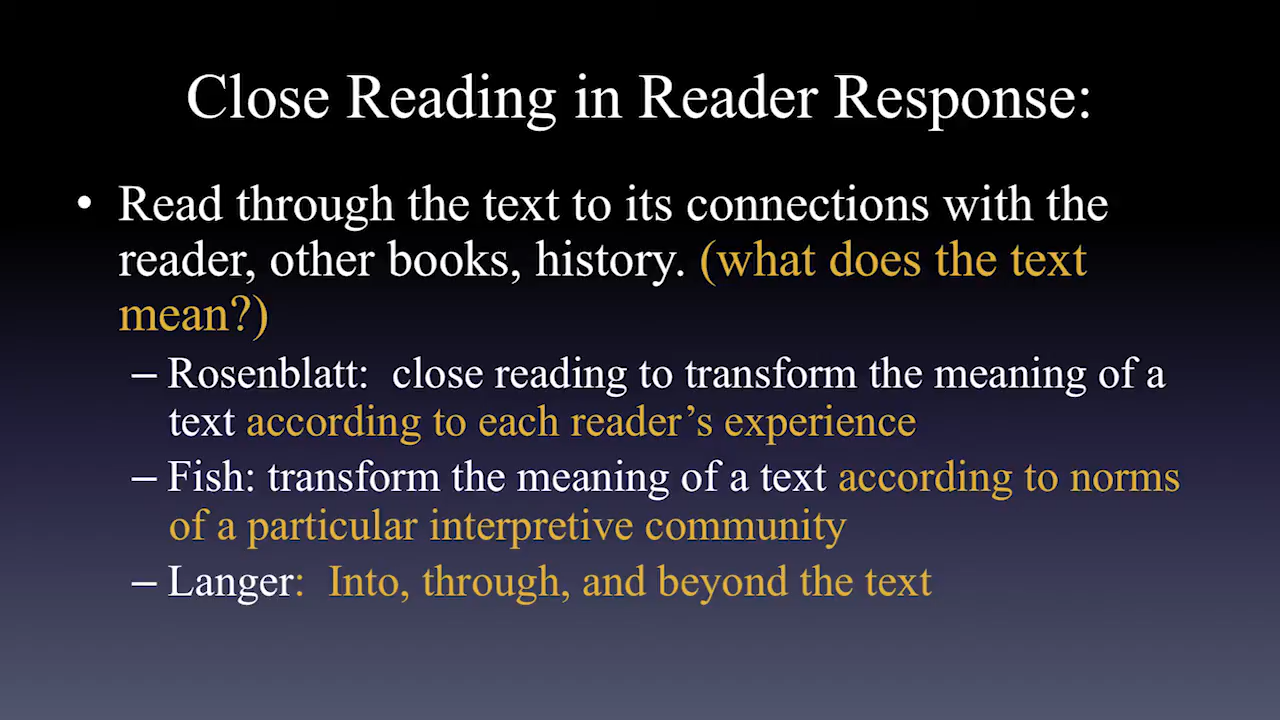 Close Reading in Reader Response:
• Read through the text to its connections with the
reader, other books, history. (what does the text
mean?)
– Rosenblatt:  close reading to transform the meaning of a
text according to each reader’s experience
– Fish: transform the meaning of a text according to norms
of a particular interpretive community
– Langer:  Into, through, and beyond the text